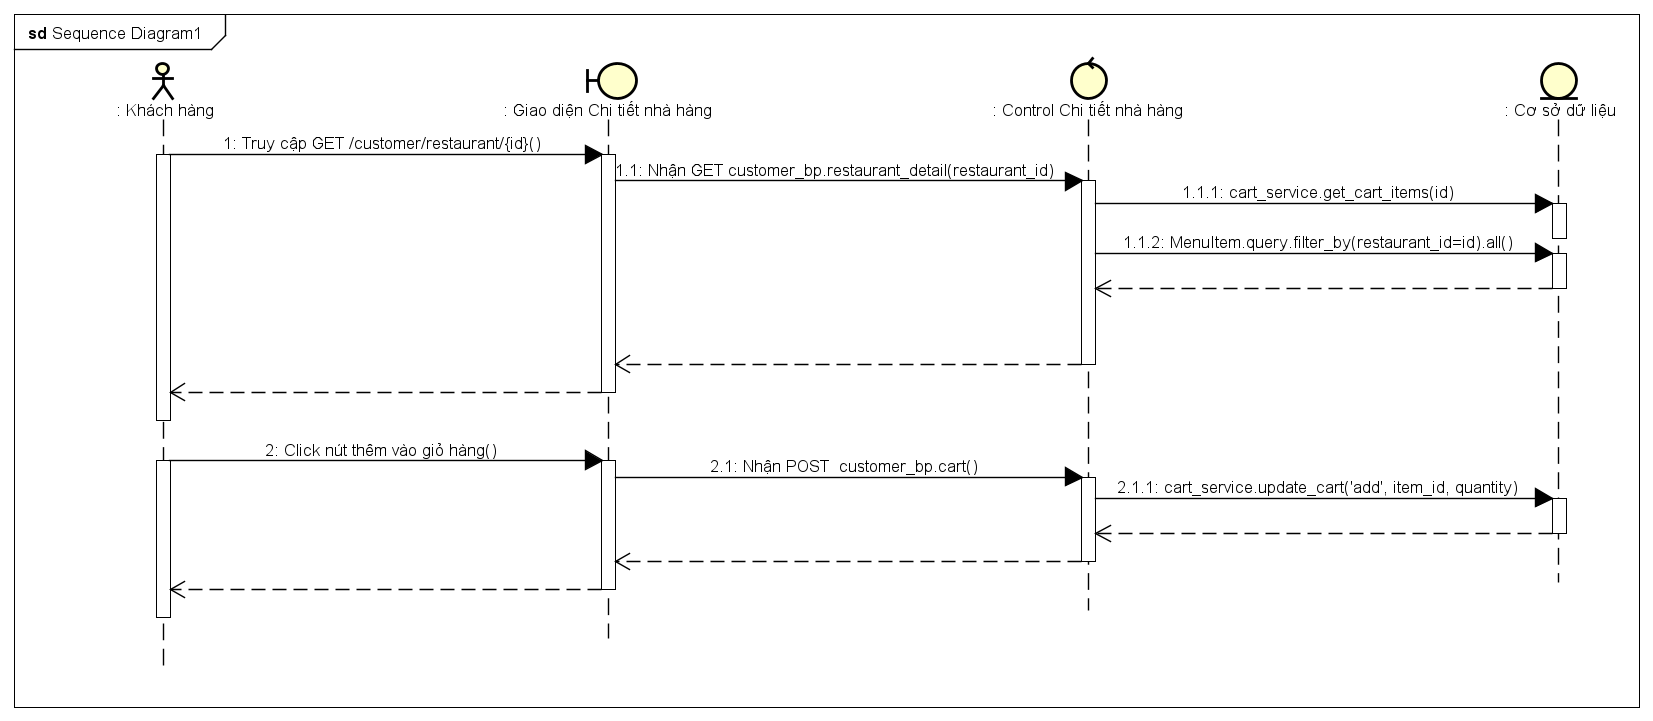 sd Sequence Diagram1
: Khách hàng
: Giao diện Chi tiết nhà hàng
: Control Chi tiết nhà hàng
: Cơ sở dữ liệu
1: Truy cập GET /customer/restaurant/{id}()
1.1: Nhận GET customer_bp.restaurant_detail(restaurant_id)
1.1.1: cart_service.get_cart_items(id)
1.1.2: MenuItem.query.filter_by(restaurant_id=id).all()
2: Click nút thêm vào giỏ hàng()
2.1: Nhận POST  customer_bp.cart()
2.1.1: cart_service.update_cart('add', item_id, quantity)